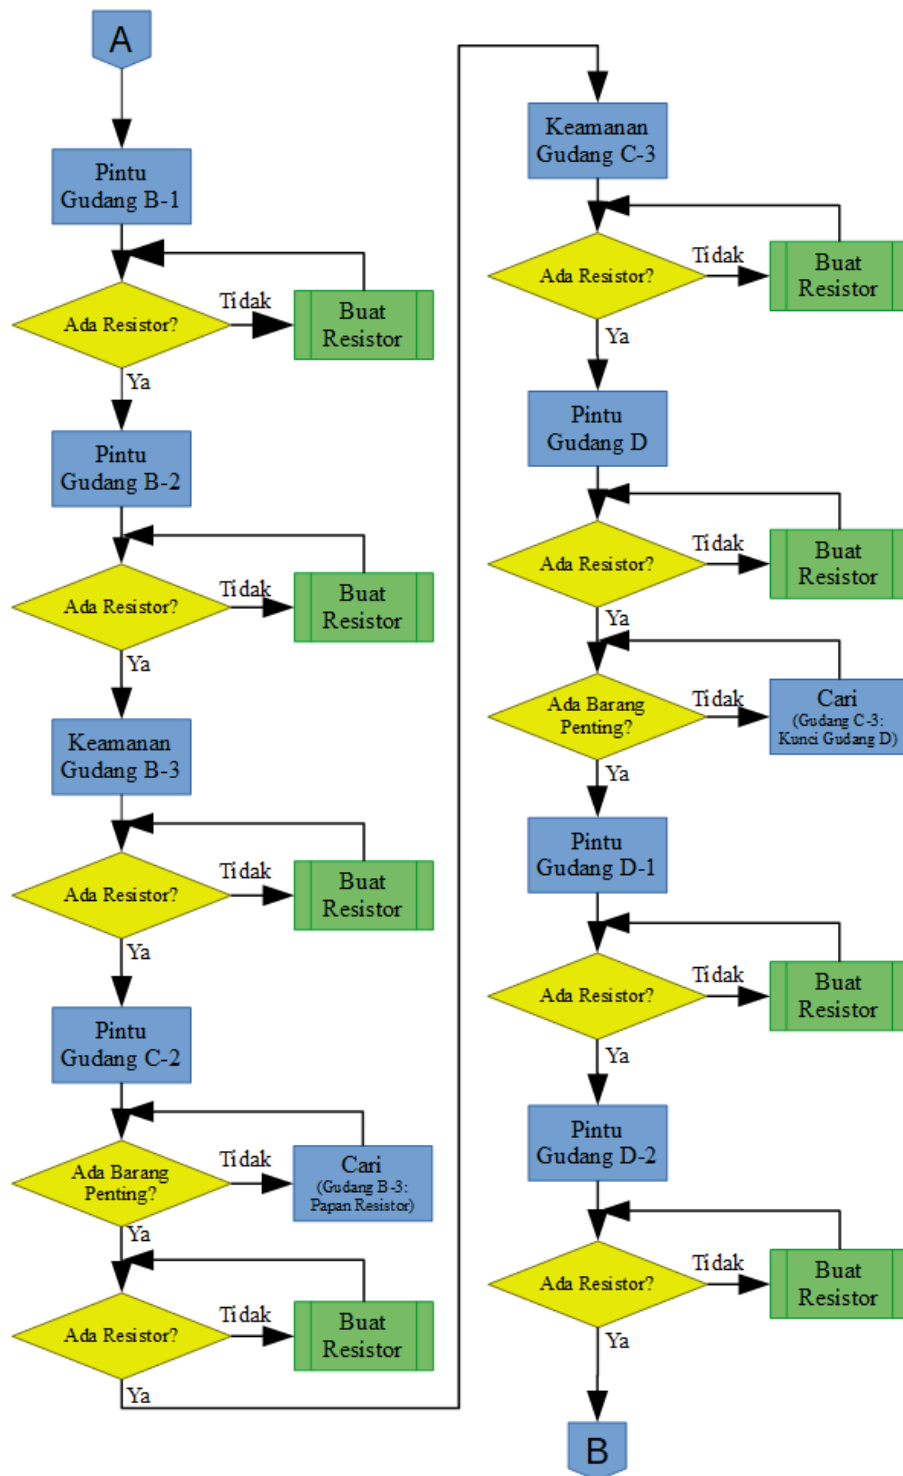 A
Pintu
Gudang B-1
Ada Resistor?
Tidak
Buat
Resistor
Ya
Pintu
Gudang B-2
Ada Resistor?
Tidak
Buat
Resistor
Ya
Keamanan
Gudang B-3
Ada Resistor?
Tidak
Buat
Resistor
Ya
Pintu
Gudang C-2
Ada Barang
Penting?
Tidak
Cari
(Gudang B-3:
Papan Resistor)
Ya
Ada Resistor?
Tidak
Buat
Resistor
Ya
Keamanan
Gudang C-3
Ada Resistor?
Tidak
Buat
Resistor
Ya
Pintu
Gudang D
Ada Resistor?
Tidak
Buat
Resistor
Ya
Ada Barang
Penting?
Tidak
Cari
(Gudang C-3:
Kunci Gudang D)
Ya
Pintu
Gudang D-1
Ada Resistor?
Tidak
Buat
Resistor
Ya
Pintu
Gudang D-2
Ada Resistor?
Tidak
Buat
Resistor
Ya
B